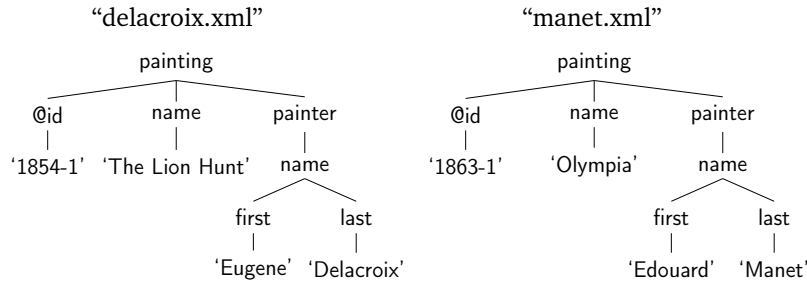 “delacroix.xml” “manet.xml”
painting painting
@id name painter @id name painter
‘1854-1’ ‘The Lion Hunt’ name ‘1863-1’ ‘Olympia’ name
first last first last
‘Eugene’ ‘Delacroix’ ‘Edouard’ ‘Manet’